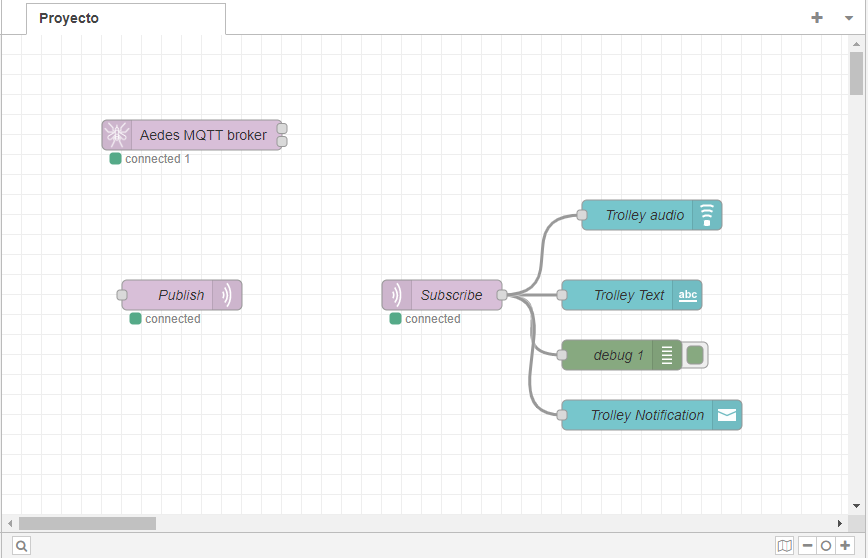 Proyecto
Aedes MQTT broker
connected 1
Trolley audio
Publish
connected
Subscribe
connected
Trolley Text
abc
debug 1
Trolley Notification